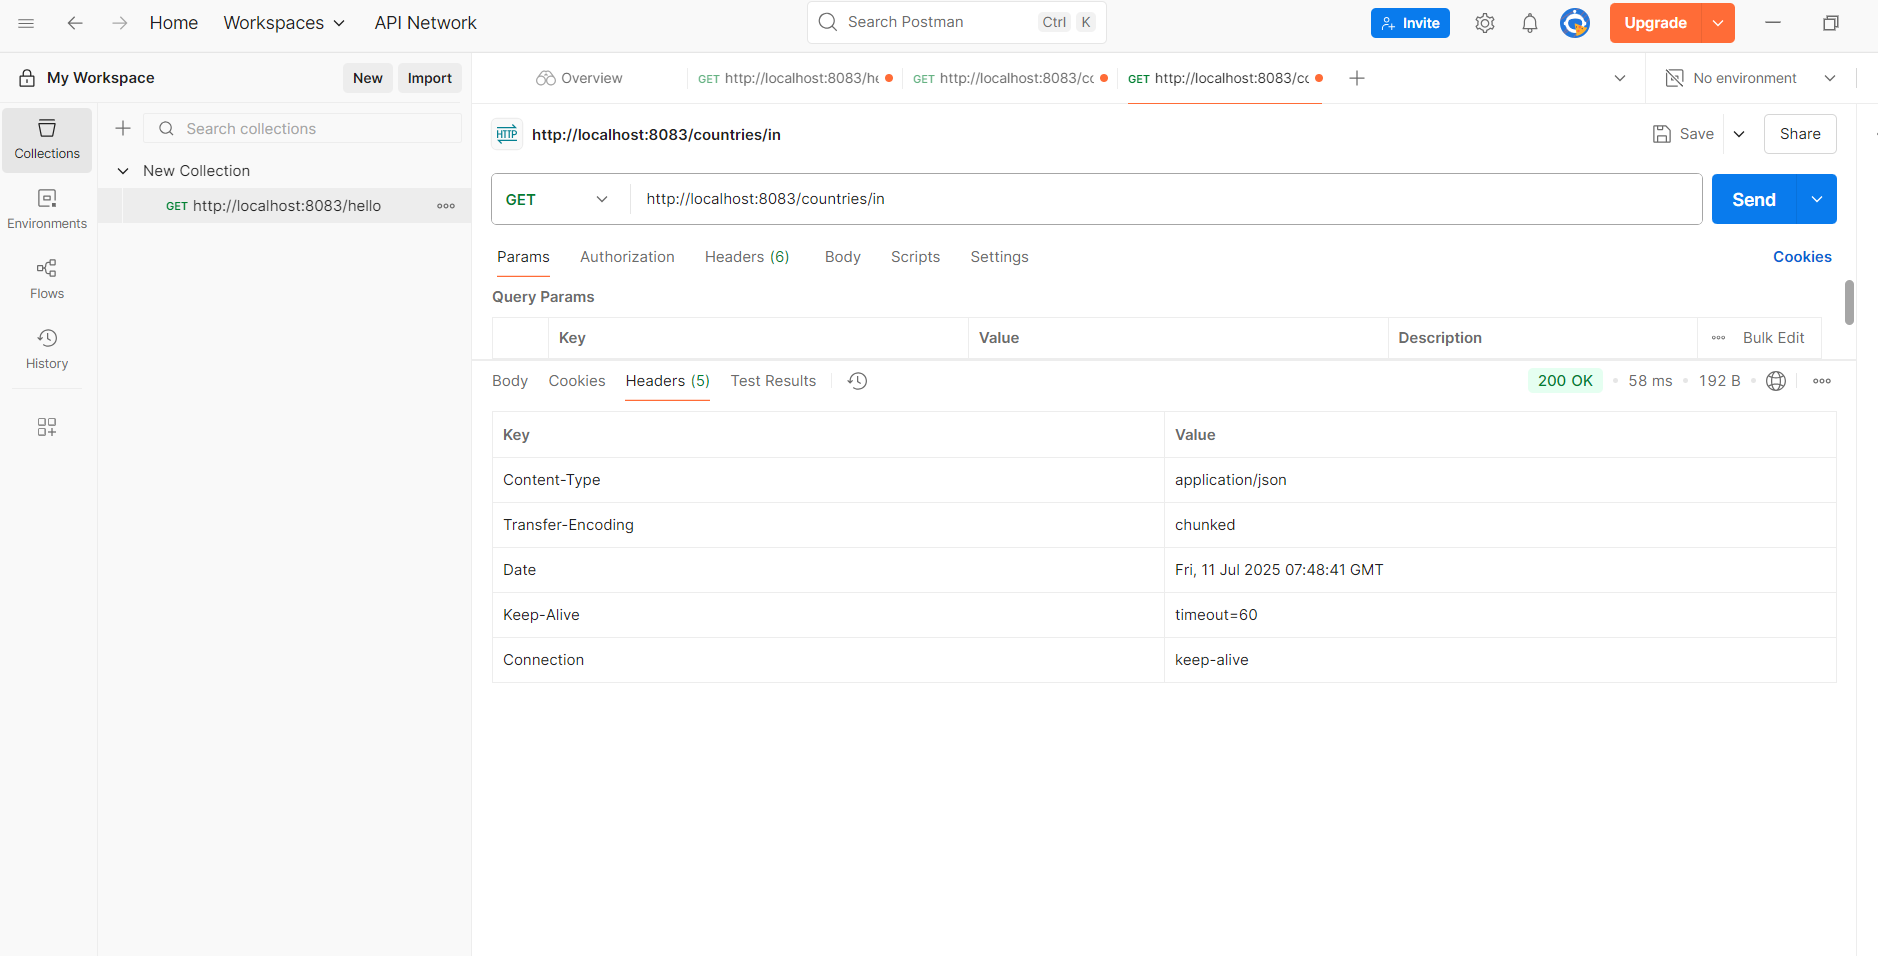 Home Workspaces API Network Search Postman Ctrl K Invite Upgrade
My Workspace New Import Overview GET http://localhost:8083/he GET http://localhost:8083/cc GET http://localhost:8083/cc No environment
Collections
Search collections
HTTP http://localhost:8083/countries/in Save Share
New Collection
GET http://localhost:8083/hello
GET http://localhost:8083/countries/in Send
Environments
Params Authorization Headers (6) Body Scripts Settings Cookies
Flows
Query Params
Key Value Description Bulk Edit
History
Body Cookies Headers (5) Test Results 200 OK 58 ms 192 B
Key Value
Content-Type application/json
Transfer-Encoding chunked
Date Fri, 11 Jul 2025 07:48:41 GMT
Keep-Alive timeout=60
Connection keep-alive